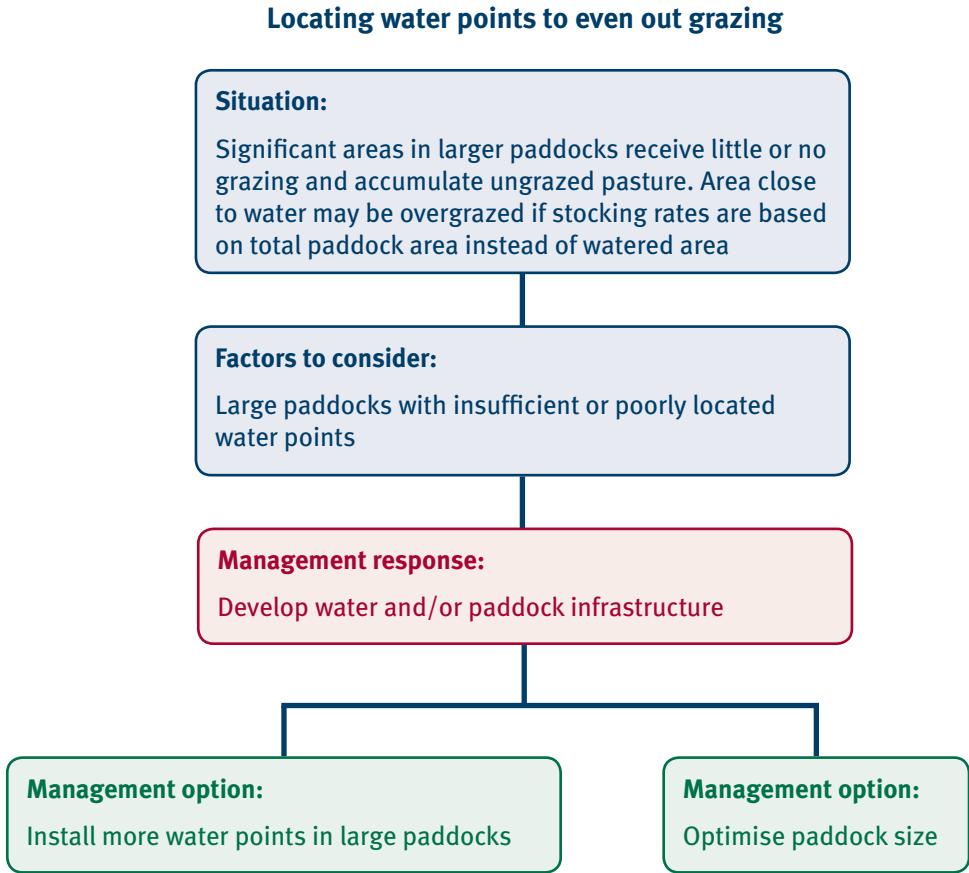 Locating water points to even out grazing
Situation:
Significant areas in larger paddocks receive little or no
grazing and accumulate ungrazed pasture. Area close
to water may be overgrazed if stocking rates are based
on total paddock area instead of watered area
Factors to consider:
Large paddocks with insufficient or poorly located
water points
Management response:
Develop water and/or paddock infrastructure
Management option:
Install more water points in large paddocks
Management option:
Optimise paddock size